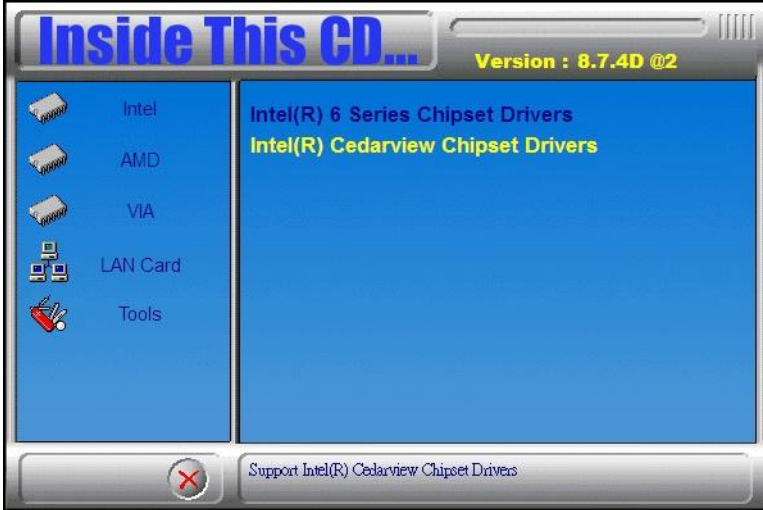 Inside This CD...
Version : 8.7.4D @2
Intel
AMD
VIA
LAN Card
Tools
Intel(R) 6 Series Chipset Drivers
Intel(R) Cedarview Chipset Drivers
Support Intel(R) Cedarview Chipset Drivers